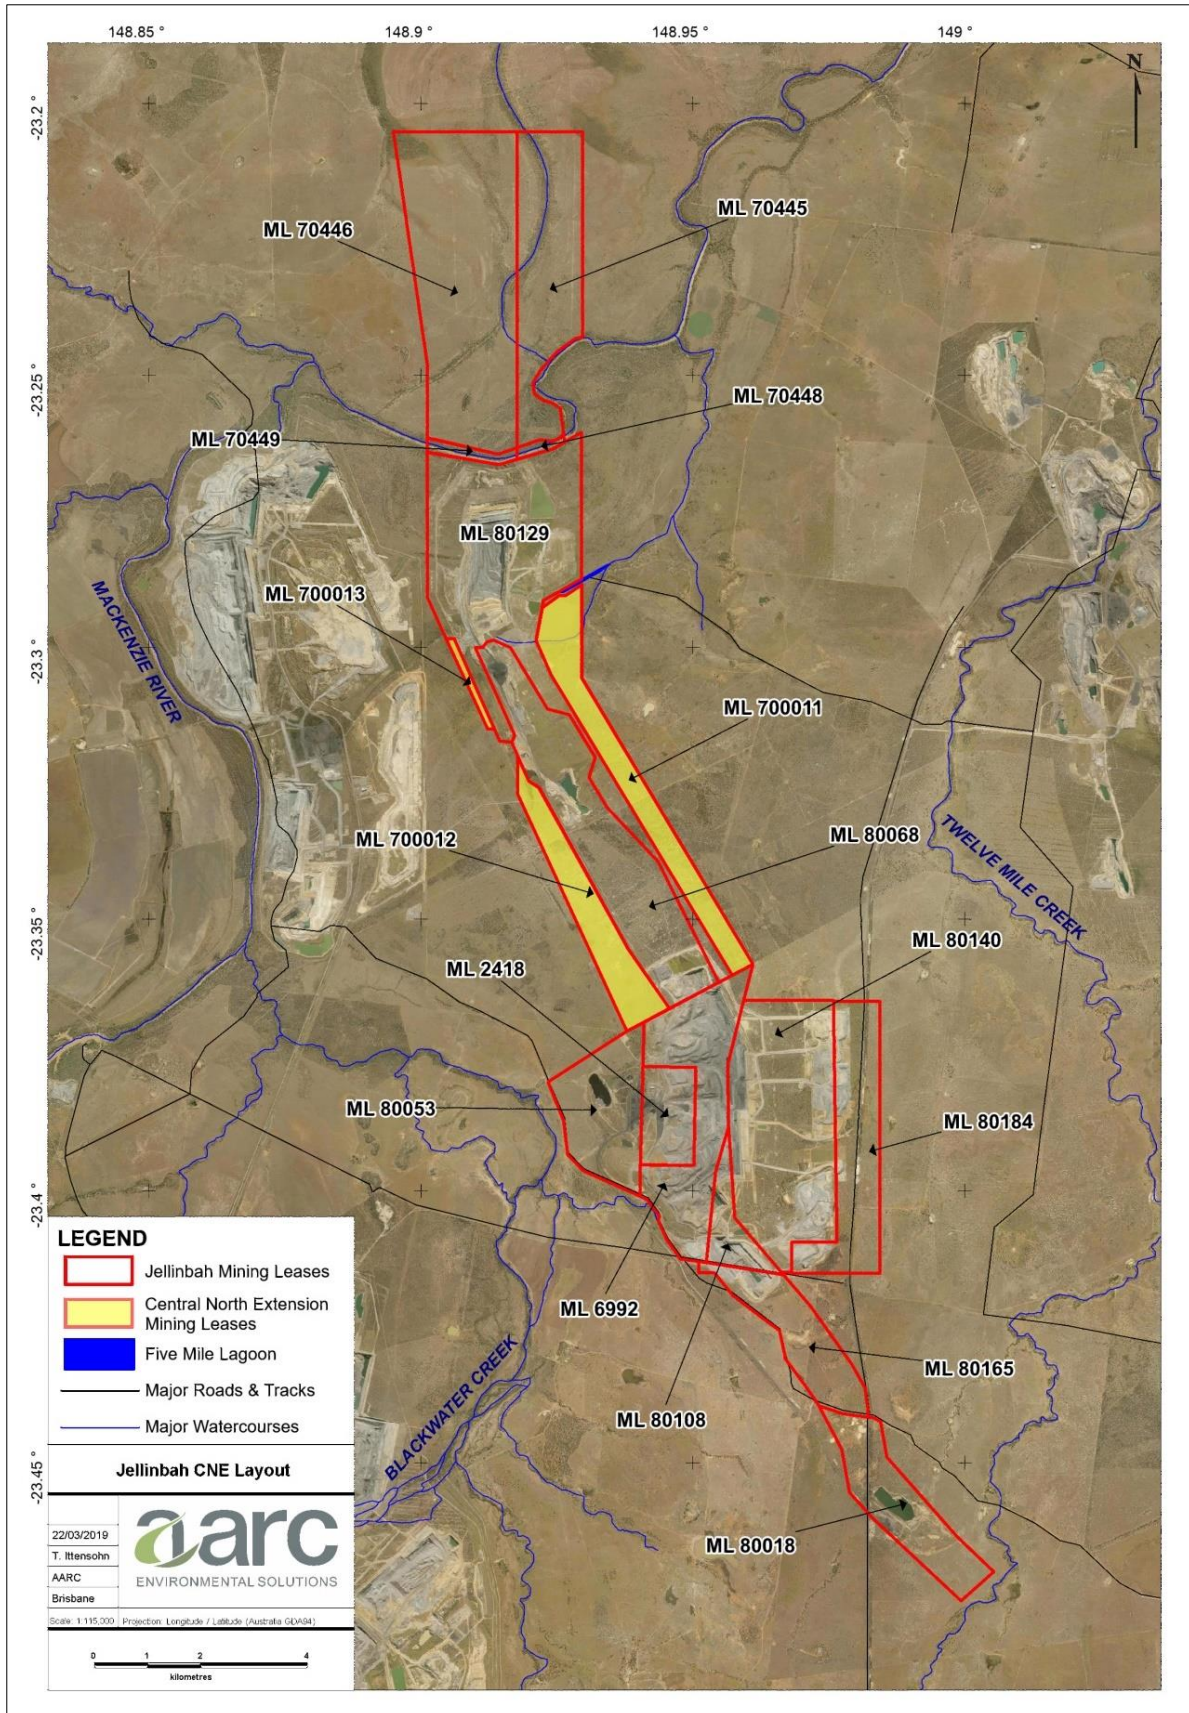 148.85 °
148.9 °
148.95 °
149 °
N
-23.2 °
-23.25 °
-23.3 °
-23.35 °
-23.4 °
-23.45 °
ML 70446
ML 70445
ML 70448
ML 70449
ML 80129
ML 700013
MACKENZIE RIVER
ML 700011
ML 700012
ML 80068
TWELVE MILE CREEK
ML 80140
ML 2418
ML 80053
ML 80184
ML 6992
ML 80165
ML 80108
BLACKWATER CREEK
ML 80018
LEGEND
Jellinbah Mining Leases
Central North Extension
Mining Leases
Five Mile Lagoon
Major Roads & Tracks
Major Watercourses
Jellinbah CNE Layout
22/03/2019
T. Ittensohn
AARC
Brisbane
aarc
ENVIRONMENTAL SOLUTIONS
Scale: 1:115,000
Projection: Longitude / Latitude (Australia GDA94)
0 1 2 4
kilometres